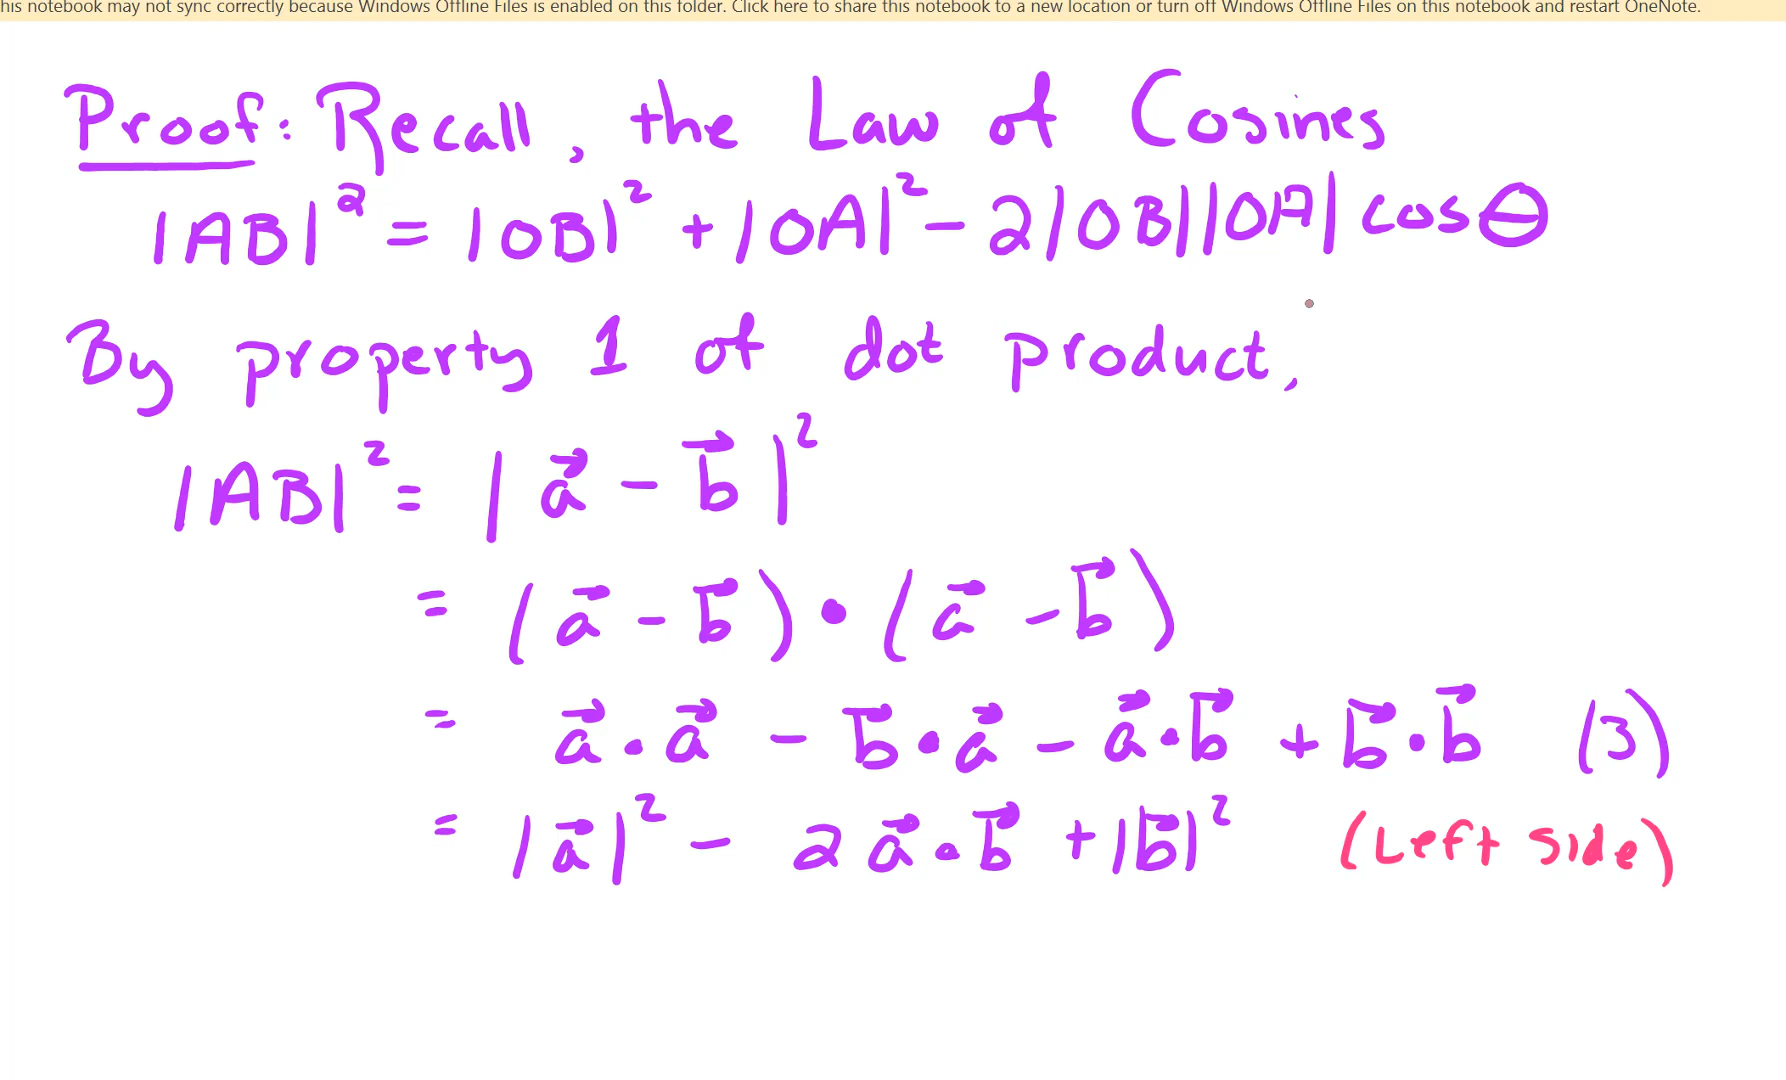 his notebook may not sync correctly because Windows Offline Files is enabled on this folder. Click here to share this notebook to a new location or turn off Windows Offline Files on this notebook and restart OneNote.
Proof: Recall, the Law of Cosines
|AB|² = |OB|² + |OA|² - 2|OB||OA| cosθ
By property 1 of dot product,
|AB|² = |a⃗ - b⃗|²
= (a⃗ - b⃗) • (a⃗ - b⃗)
= a⃗ • a⃗ - b⃗ • a⃗ - a⃗ • b⃗ + b⃗ • b⃗ (3)
= |a⃗|² - 2 a⃗ • b⃗ + |b⃗|² (Left side)